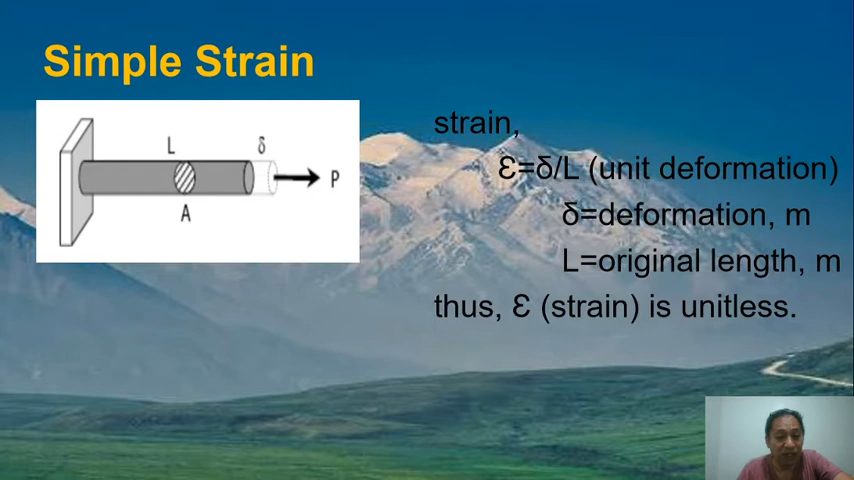 Simple Strain
L
δ
P
A
strain,
Ɛ=δ/L (unit deformation)
δ=deformation, m
L=original length, m
thus, Ɛ (strain) is unitless.